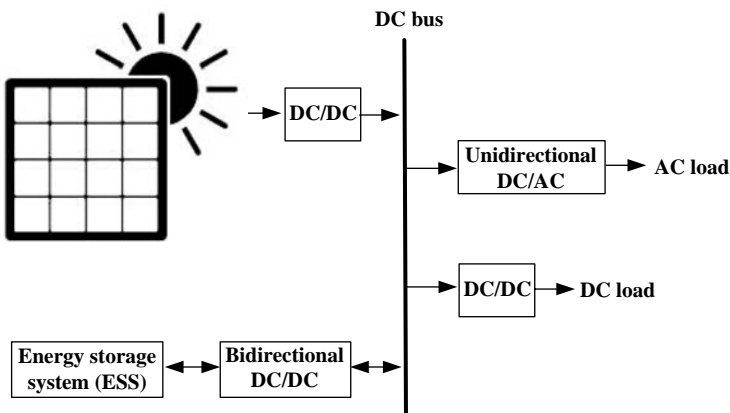 DC bus
DC/DC
Unidirectional
DC/AC
AC load
DC/DC
DC load
Energy storage
system (ESS)
Bidirectional
DC/DC